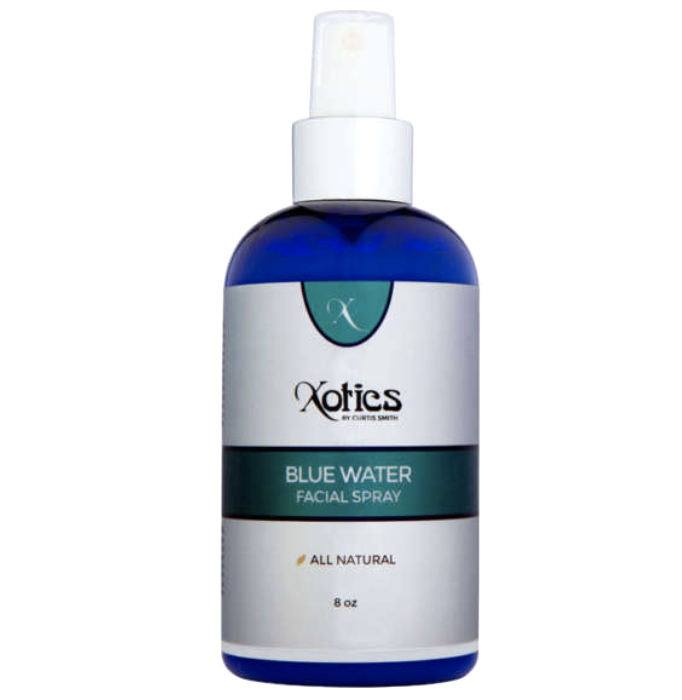 X
Xotics
BY CURTIS SMITH
BLUE WATER
FACIAL SPRAY
ALL NATURAL
8 oz